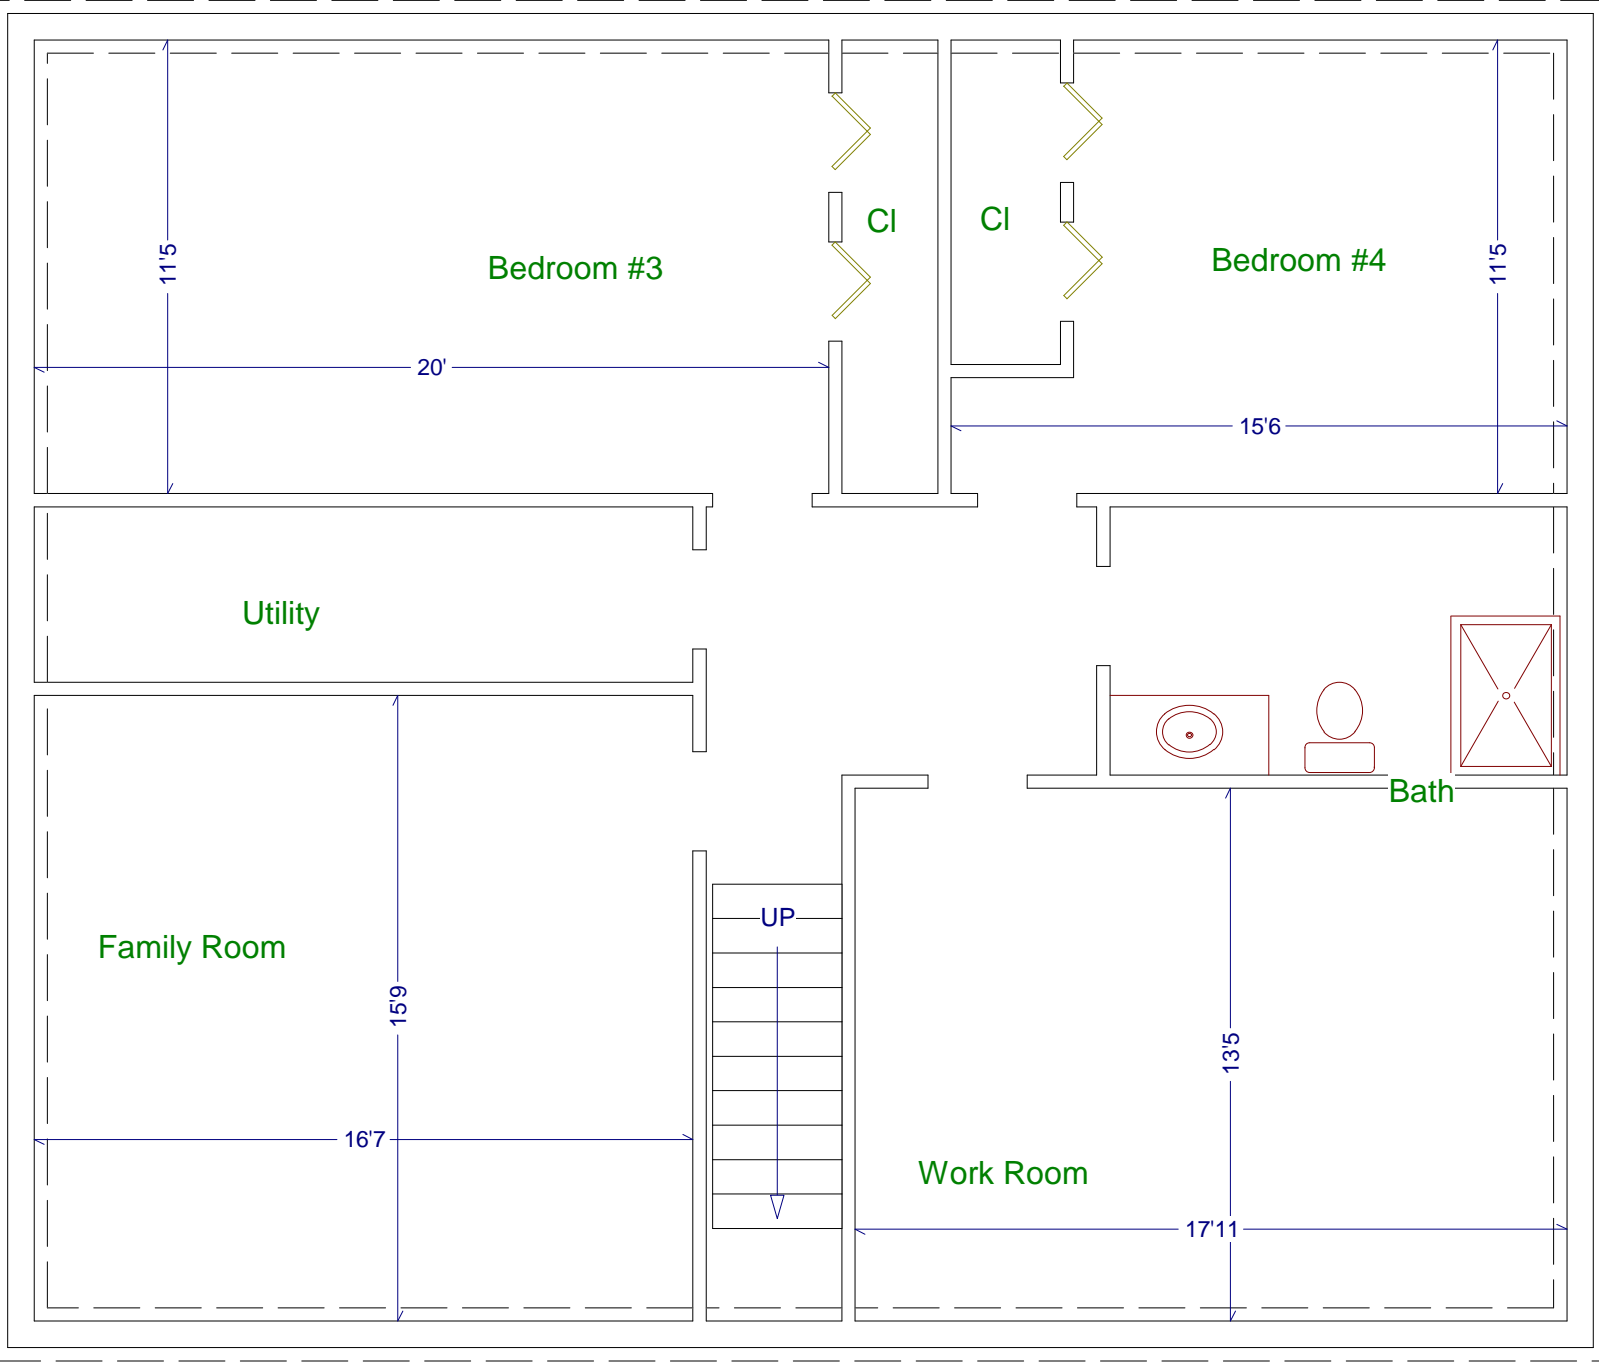 Cl
Cl
11'5
Bedroom #3
Bedroom #4
11'5
20'
15'6
Utility
Bath
UP
Family Room
15'9
13'5
16'7
Work Room
17'11